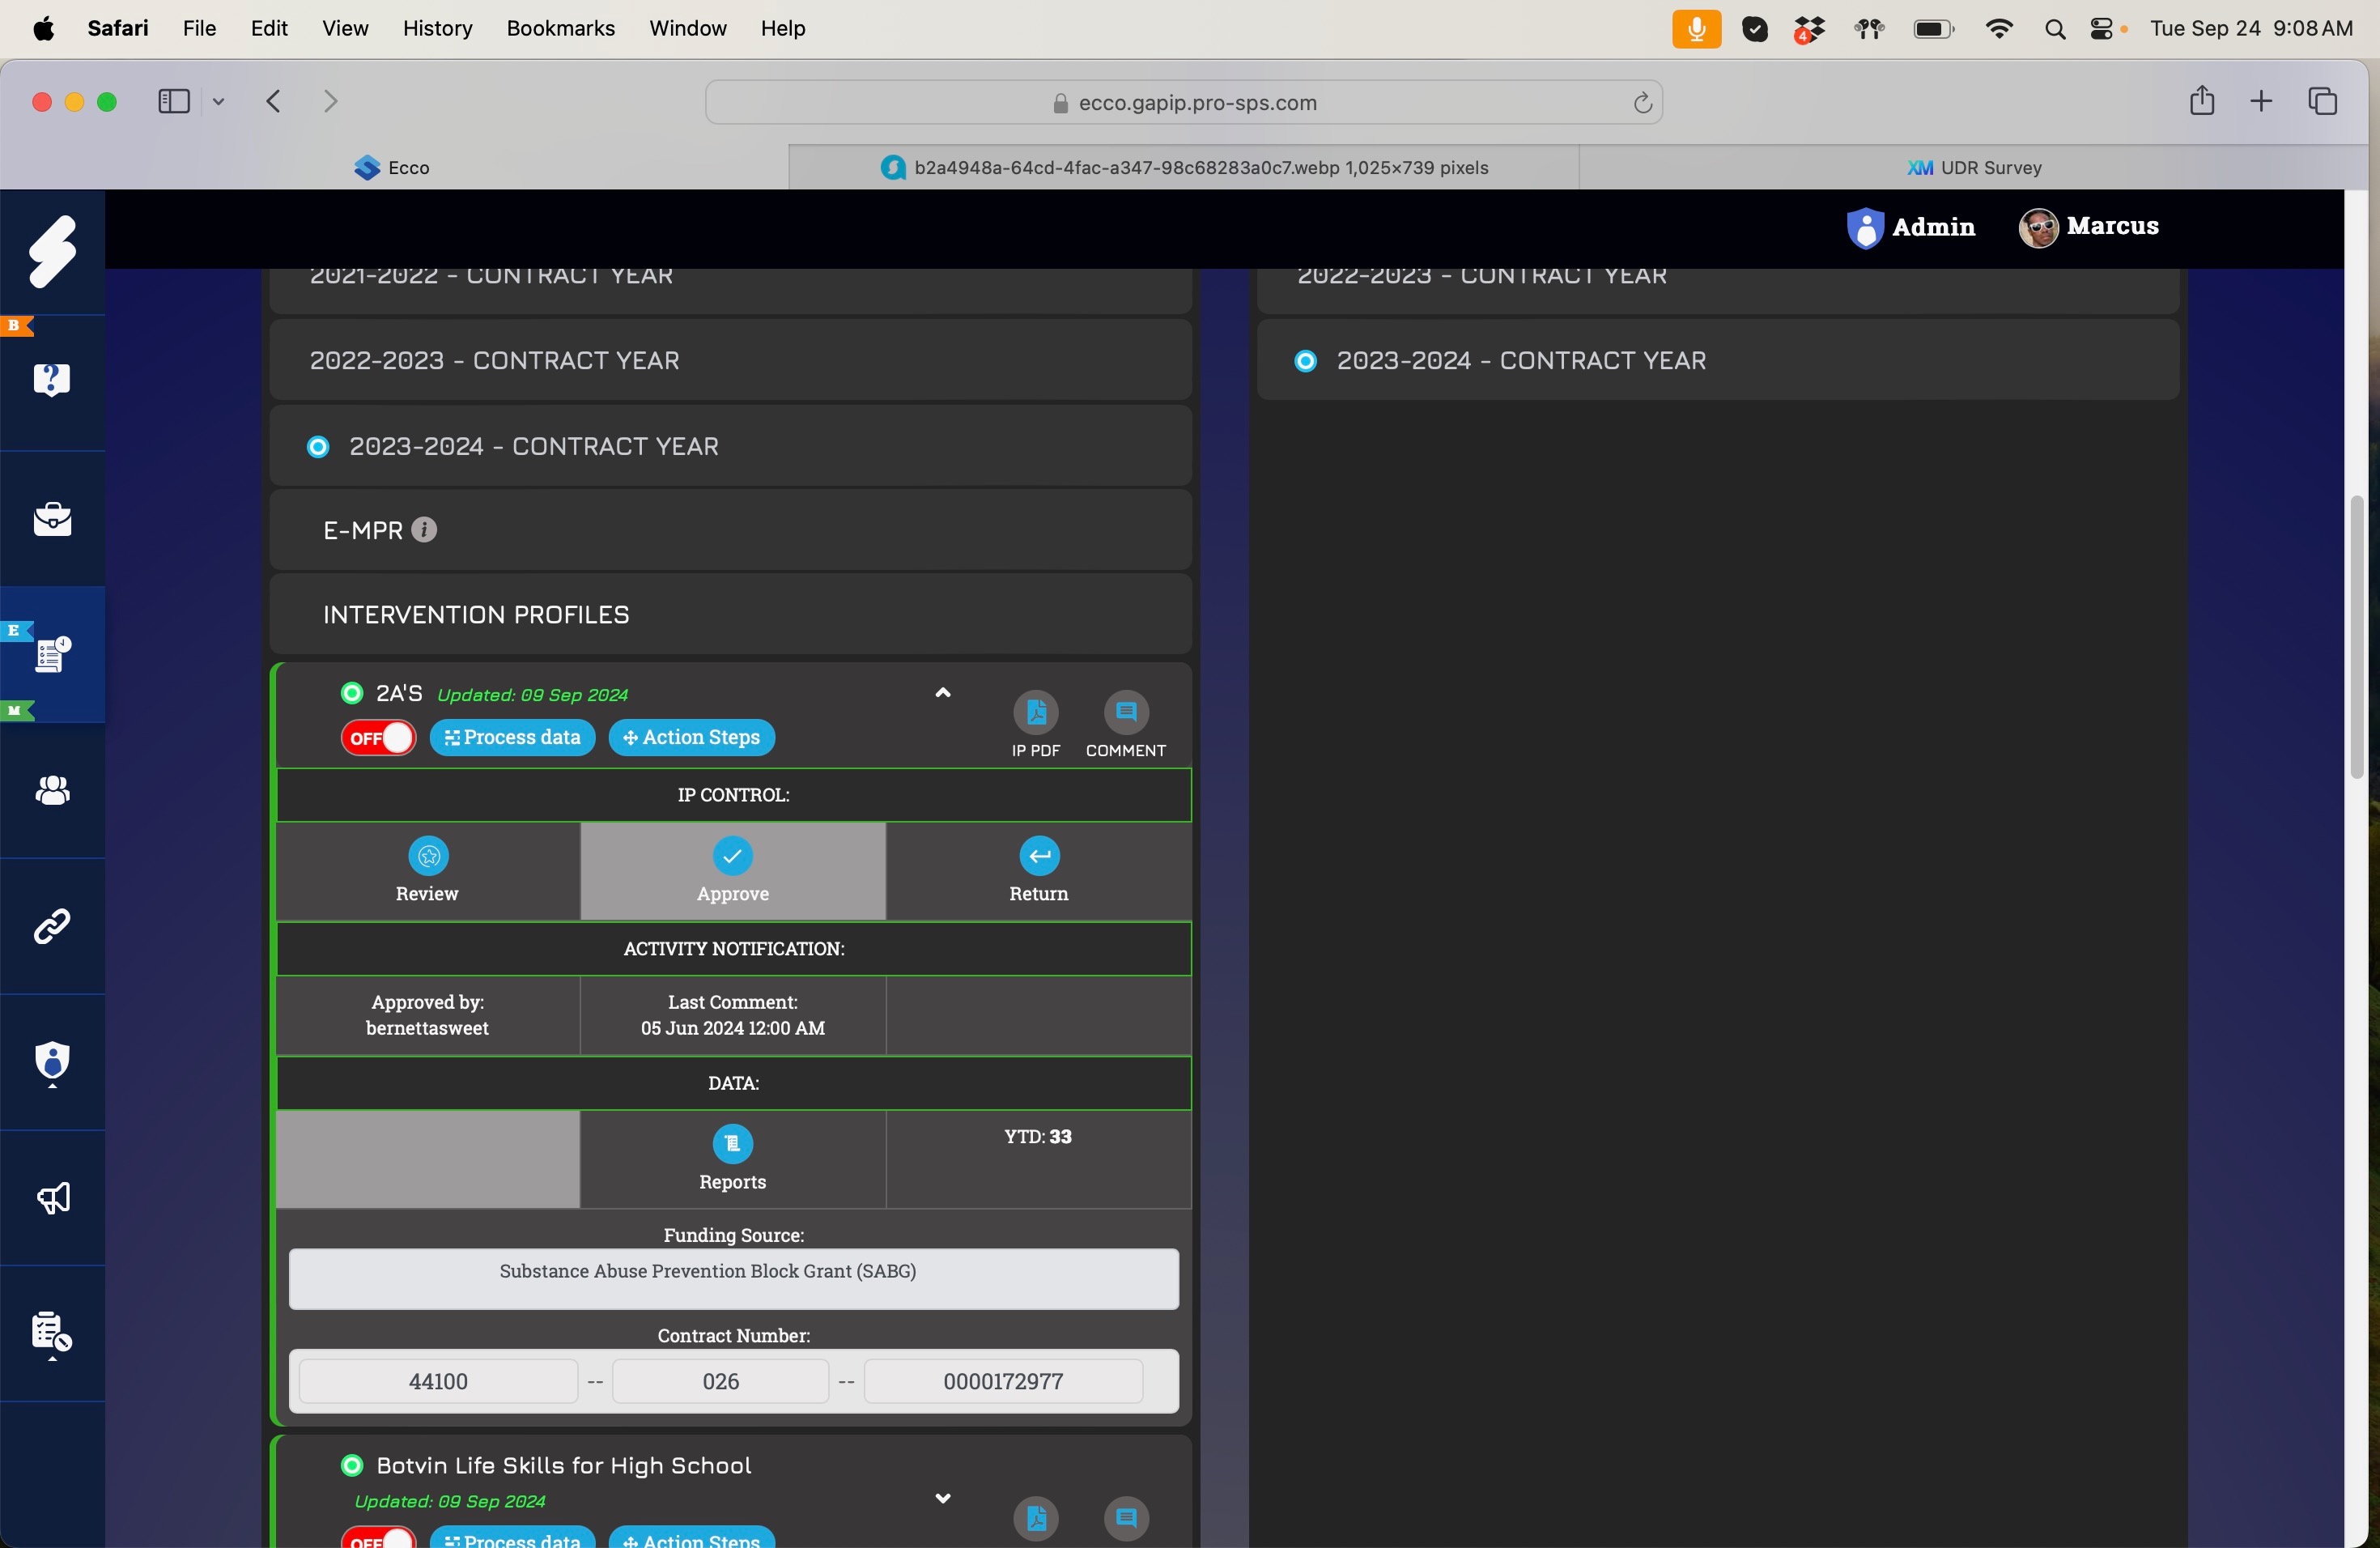 Safari File Edit View History Bookmarks Window Help
4
Tue Sep 24 9:08 AM
ecco.gapip.pro-sps.com
Ecco
b2a4948a-64cd-4fac-a347-98c68283a0c7.webp 1,025×739 pixels
XM UDR Survey
Admin
Marcus
B
?
E
M
2021-2022 - CONTRACT YEAR
2022-2023 - CONTRACT YEAR
2023-2024 - CONTRACT YEAR
E-MPR i
INTERVENTION PROFILES
2A'S Updated: 09 Sep 2024
OFF Process data Action Steps
IP PDF COMMENT
IP CONTROL:
Review Approve Return
ACTIVITY NOTIFICATION:
Approved by:
bernettasweet
Last Comment:
05 Jun 2024 12:00 AM
DATA:
Reports
YTD: 33
Funding Source:
Substance Abuse Prevention Block Grant (SABG)
Contract Number:
44100 -- 026 -- 0000172977
Botvin Life Skills for High School
Updated: 09 Sep 2024
OFF Process data Action Steps
2022-2023 - CONTRACT YEAR
2023-2024 - CONTRACT YEAR